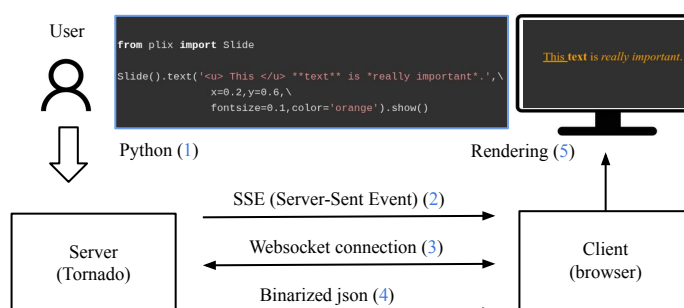 User
from plix import Slide
Slide().text('<u> This </u> **text** is *really important*.',\
x=0.2,y=0.6,\
fontsize=0.1,color='orange').show()
This text is really important.
Python (1)
Rendering (5)
SSE (Server-Sent Event) (2)
Server
(Tornado)
Websocket connection (3)
Client
(browser)
Binarized json (4)